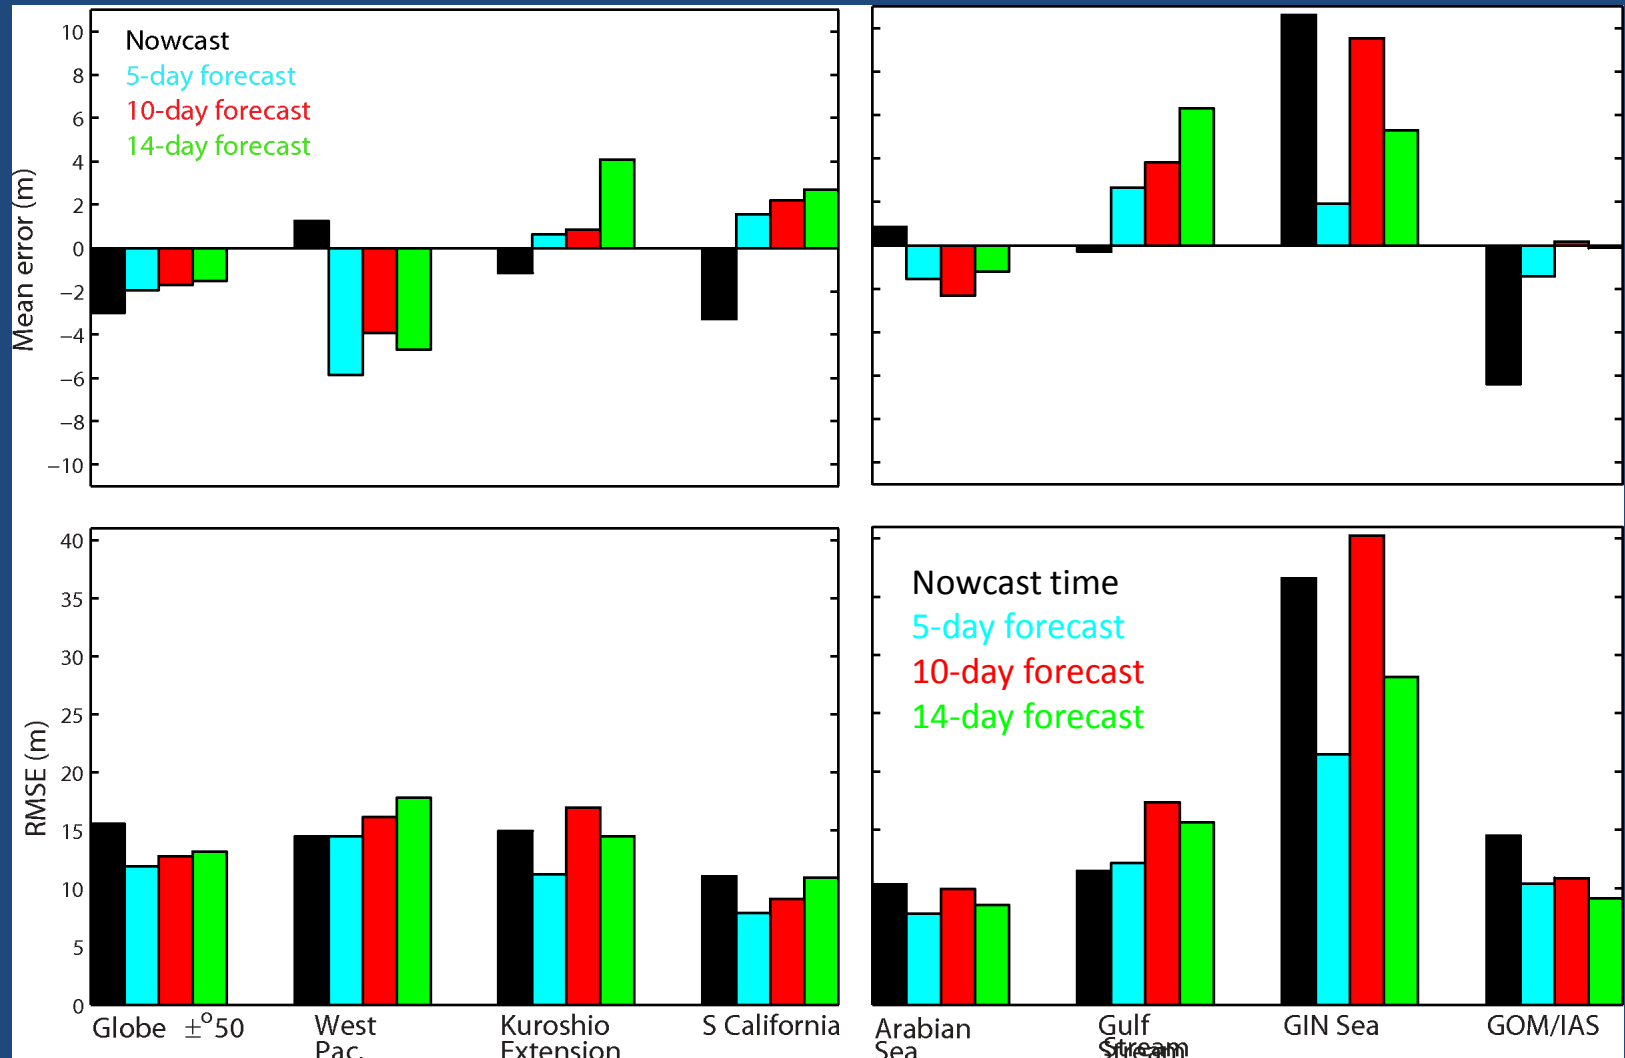 Nowcast
5-day forecast
10-day forecast
14-day forecast
Mean error (m)
10
8
6
4
2
0
−2
−4
−6
−8
−10
Nowcast time
5-day forecast
10-day forecast
14-day forecast
RMSE (m)
40
35
30
25
20
15
10
5
0
Globe ±°50
West
Pac.
Kuroshio
Extension
S California
Arabian
Sea
Gulf
Stream
Stream
GIN Sea
GOM/IAS